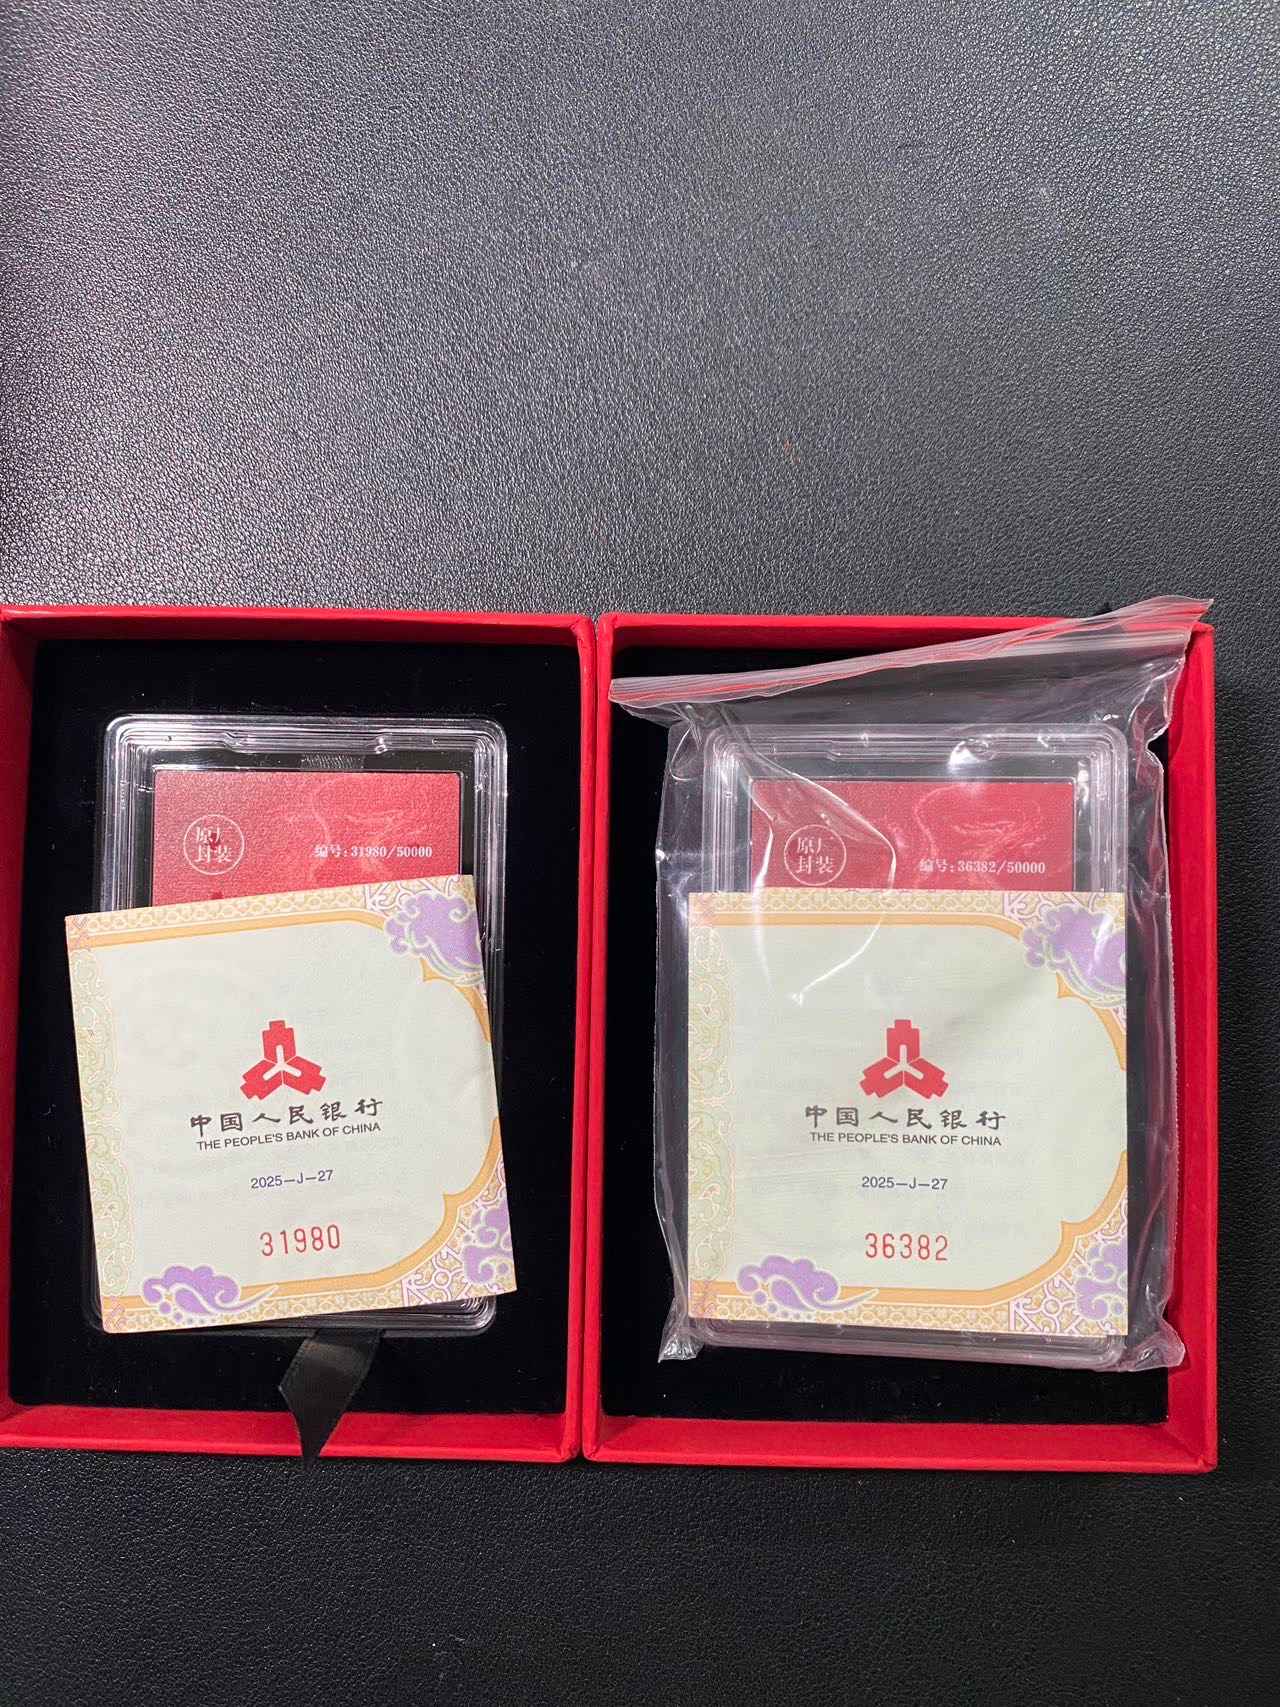 原厂
封装
编号:31980/50000
中国人民银行
THE PEOPLE'S BANK OF CHINA
2025—J—27
31980
原厂
封装
编号:36382/50000
中国人民银行
THE PEOPLE'S BANK OF CHINA
2025—J—27
36382